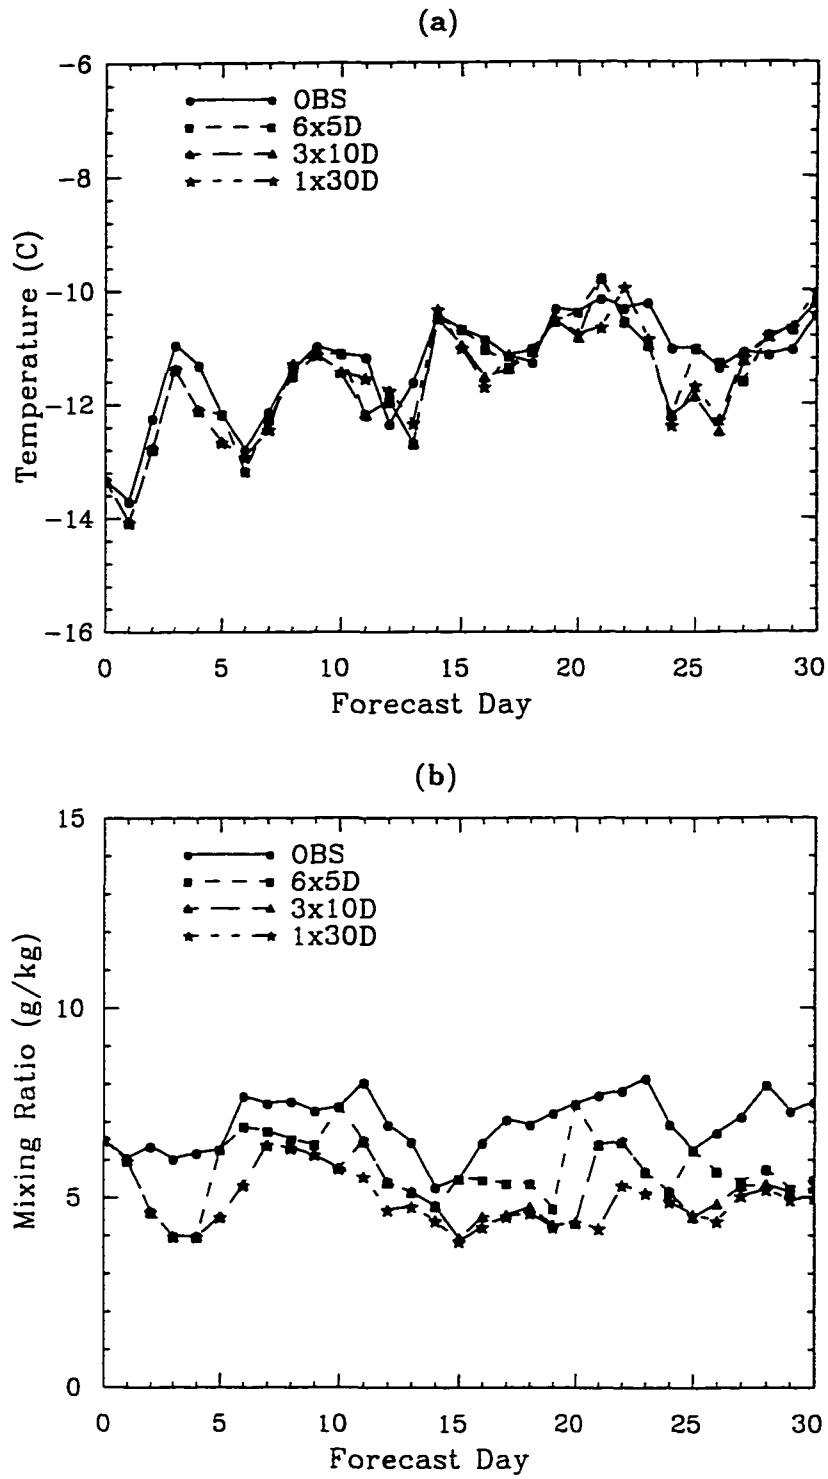 (a)
-6
-8
-10
-12
-14
-16
Temperature (C)
OBS
6x5D
3x10D
1x30D
0 5 10 15 20 25 30
Forecast Day
(b)
15
10
5
0
Mixing Ratio (g/kg)
OBS
6x5D
3x10D
1x30D
0 5 10 15 20 25 30
Forecast Day